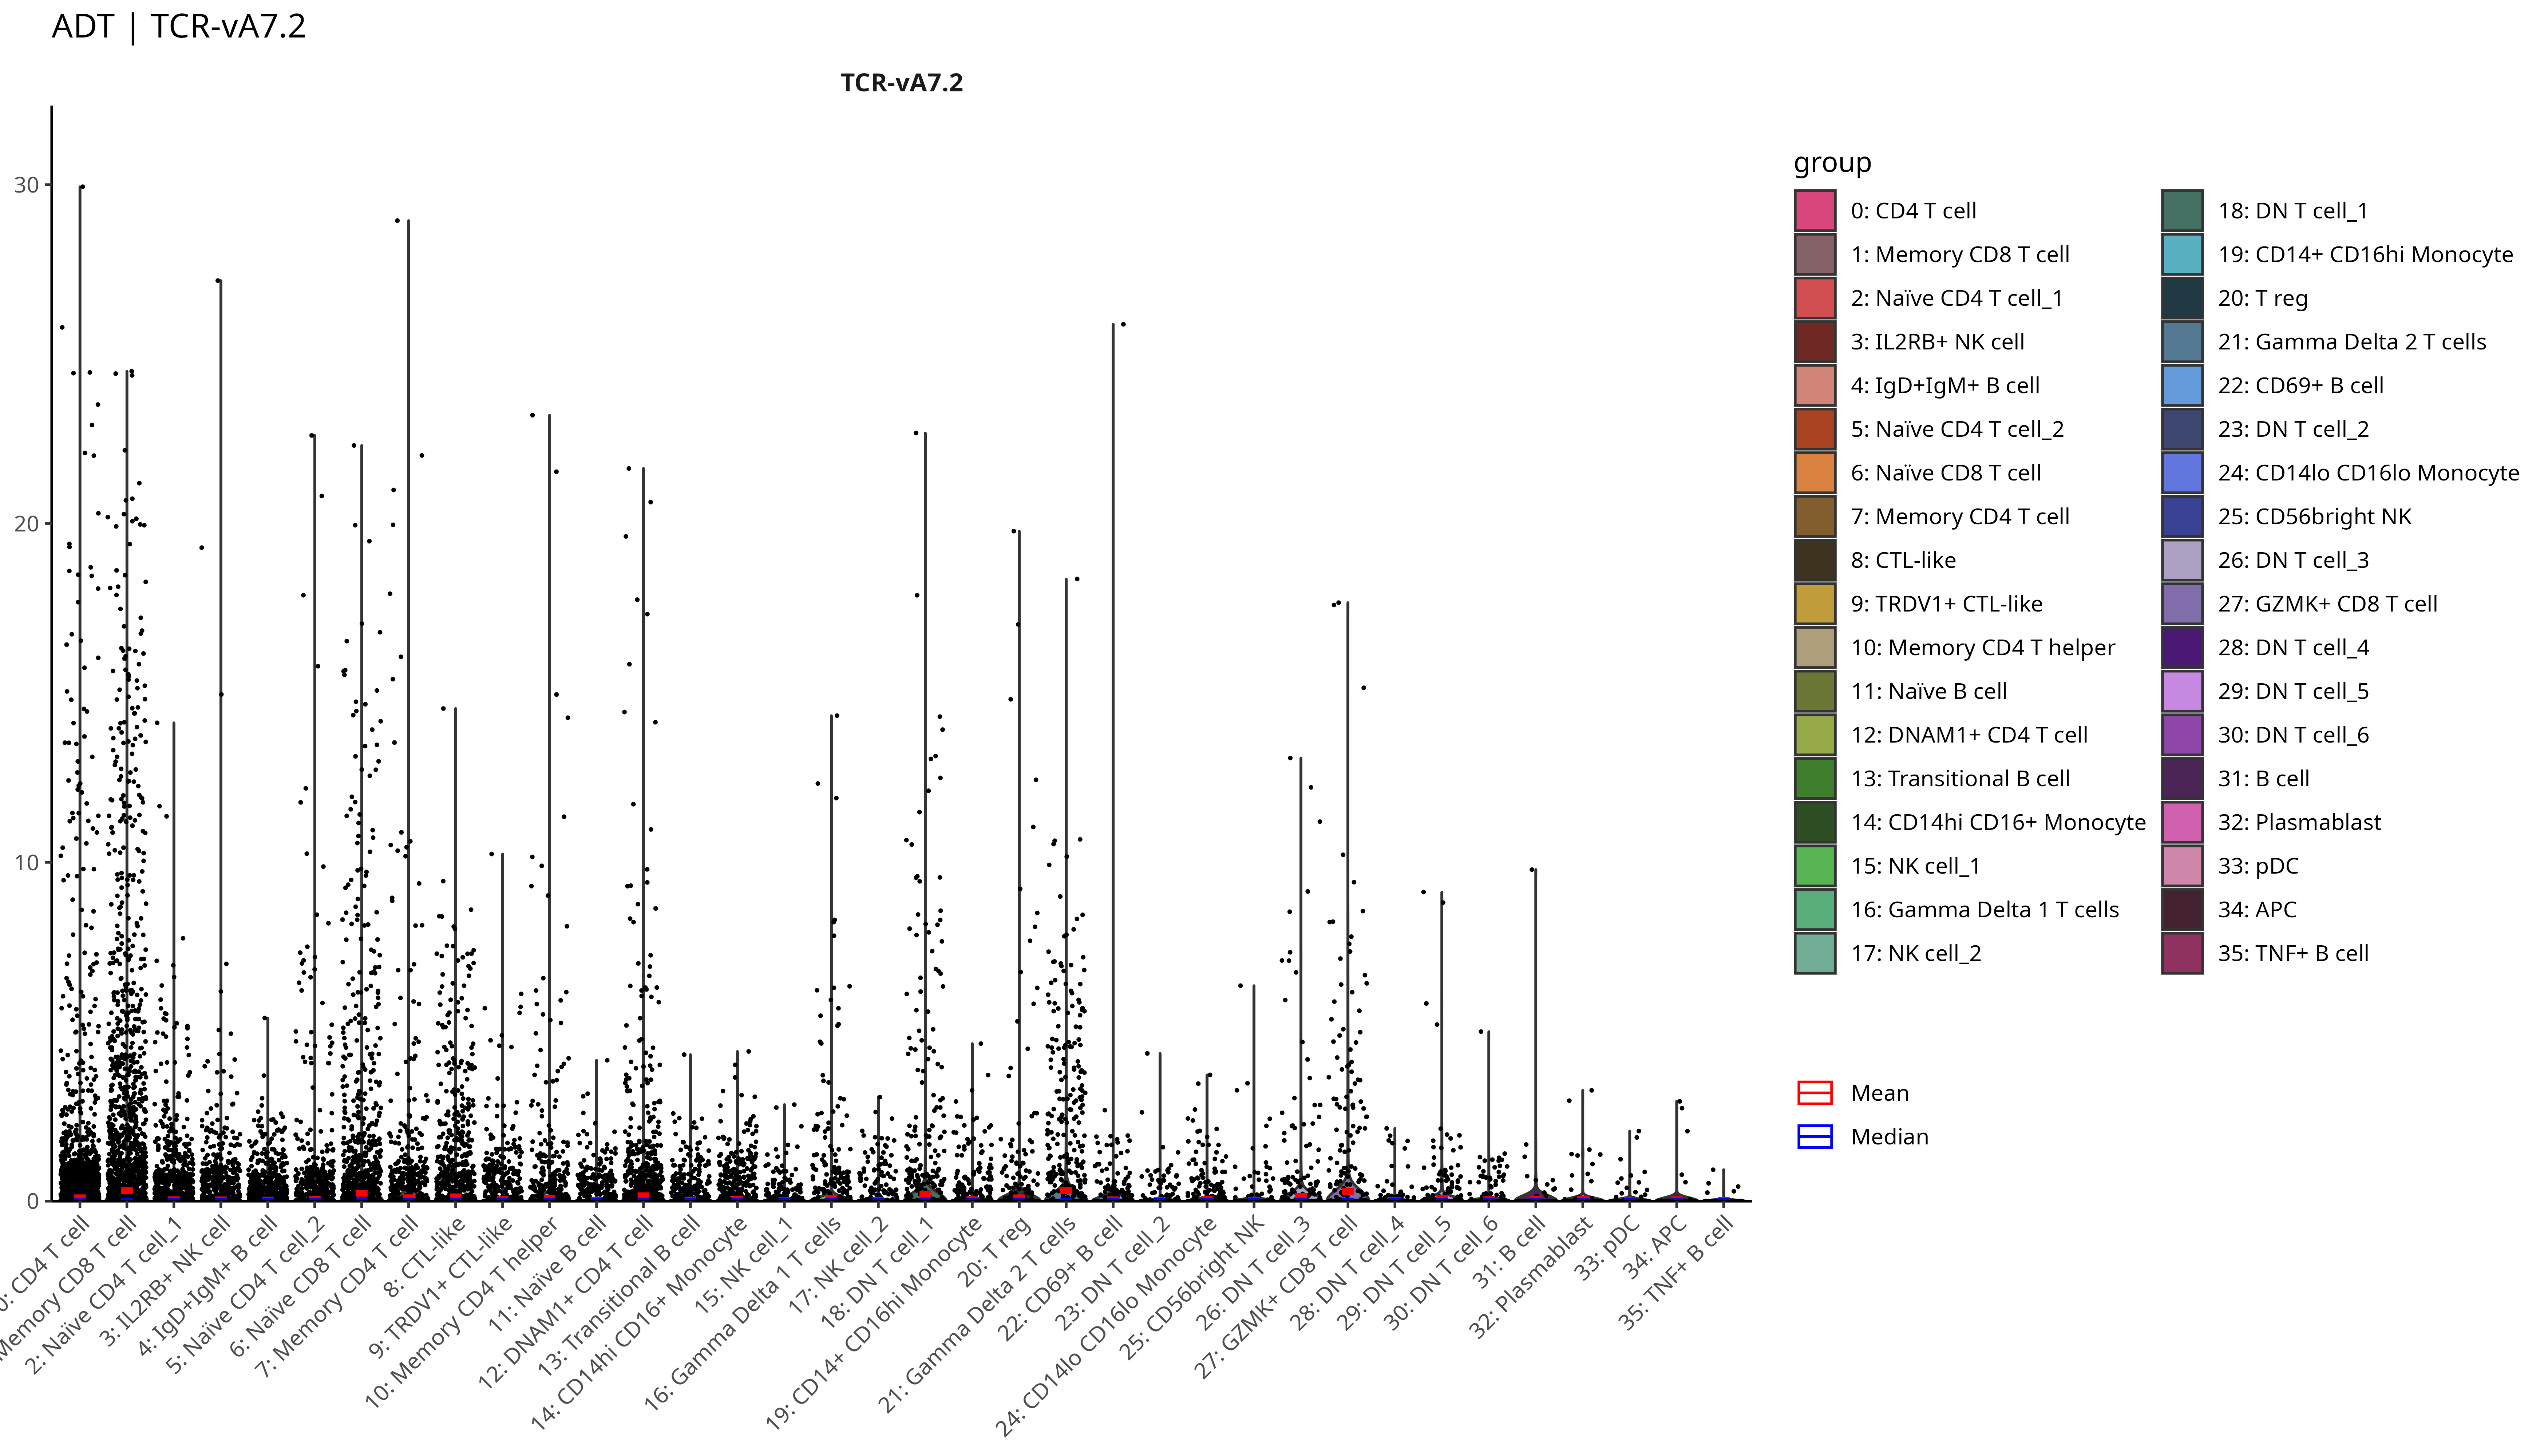 ADT | TCR-vA7.2
TCR-vA7.2
30
20
10
0
0: CD4 T cell
Memory CD8 T cell
2: Naïve CD4 T cell_1
3: IL2RB+ NK cell
4: IgD+IgM+ B cell
5: Naïve CD4 T cell_2
6: Naïve CD8 T cell
7: Memory CD4 T cell
8: CTL-like
9: TRDV1+ CTL-like
10: Memory CD4 T helper
11: Naïve B cell
12: DNAM1+ CD4 T cell
13: Transitional B cell
14: CD14hi CD16+ Monocyte
15: NK cell_1
16: Gamma Delta 1 T cells
17: NK cell_2
18: DN T cell_1
19: CD14+ CD16hi Monocyte
20: T reg
21: Gamma Delta 2 T cells
22: CD69+ B cell
23: DN T cell_2
24: CD14lo CD16lo Monocyte
25: CD56bright NK
26: DN T cell_3
27: GZMK+ CD8 T cell
28: DN T cell_4
29: DN T cell_5
30: DN T cell_6
31: B cell
32: Plasmablast
33: pDC
34: APC
35: TNF+ B cell
group
0: CD4 T cell
1: Memory CD8 T cell
2: Naïve CD4 T cell_1
3: IL2RB+ NK cell
4: IgD+IgM+ B cell
5: Naïve CD4 T cell_2
6: Naïve CD8 T cell
7: Memory CD4 T cell
8: CTL-like
9: TRDV1+ CTL-like
10: Memory CD4 T helper
11: Naïve B cell
12: DNAM1+ CD4 T cell
13: Transitional B cell
14: CD14hi CD16+ Monocyte
15: NK cell_1
16: Gamma Delta 1 T cells
17: NK cell_2
18: DN T cell_1
19: CD14+ CD16hi Monocyte
20: T reg
21: Gamma Delta 2 T cells
22: CD69+ B cell
23: DN T cell_2
24: CD14lo CD16lo Monocyte
25: CD56bright NK
26: DN T cell_3
27: GZMK+ CD8 T cell
28: DN T cell_4
29: DN T cell_5
30: DN T cell_6
31: B cell
32: Plasmablast
33: pDC
34: APC
35: TNF+ B cell
Mean
Median